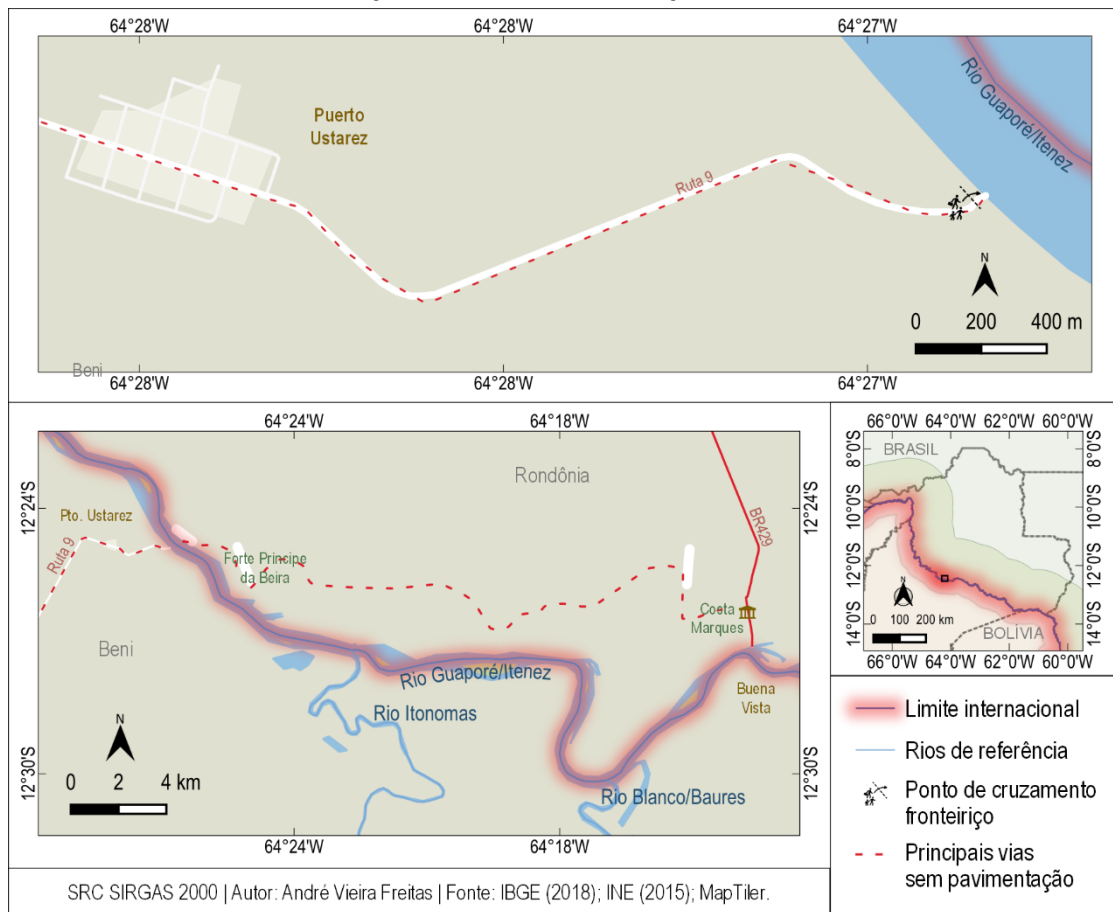 64°28'W
64°28'W
64°27'W
Rio Guaporé/Itenez
Puerto
Ustarez
Ruta 9
N
0 200 400 m
Beni
64°28'W
64°28'W
64°27'W
64°24'W
64°18'W
Rondônia
12°24'S
12°24'S
Pto. Ustarez
BR429
Ruta 9
Forte Principe
da Beira
Costa
Marques
Beni
Rio Guaporé/Itenez
Buena
Vista
Rio Itonomas
N
0 2 4 km
12°30'S
12°30'S
Rio Blanco/Baures
64°24'W
64°18'W
66°0'W 64°0'W 62°0'W 60°0'W
BRASIL
8°0'S
8°0'S
10°0'S
10°0'S
12°0'S
12°0'S
N
0 100 200 km
14°0'S
14°0'S
BOLÍVIA
66°0'W 64°0'W 62°0'W 60°0'W
Limite internacional
Rios de referência
Ponto de cruzamento
fronteiriço
Principais vias
sem pavimentação
SRC SIRGAS 2000 | Autor: André Vieira Freitas | Fonte: IBGE (2018); INE (2015); MapTiler.